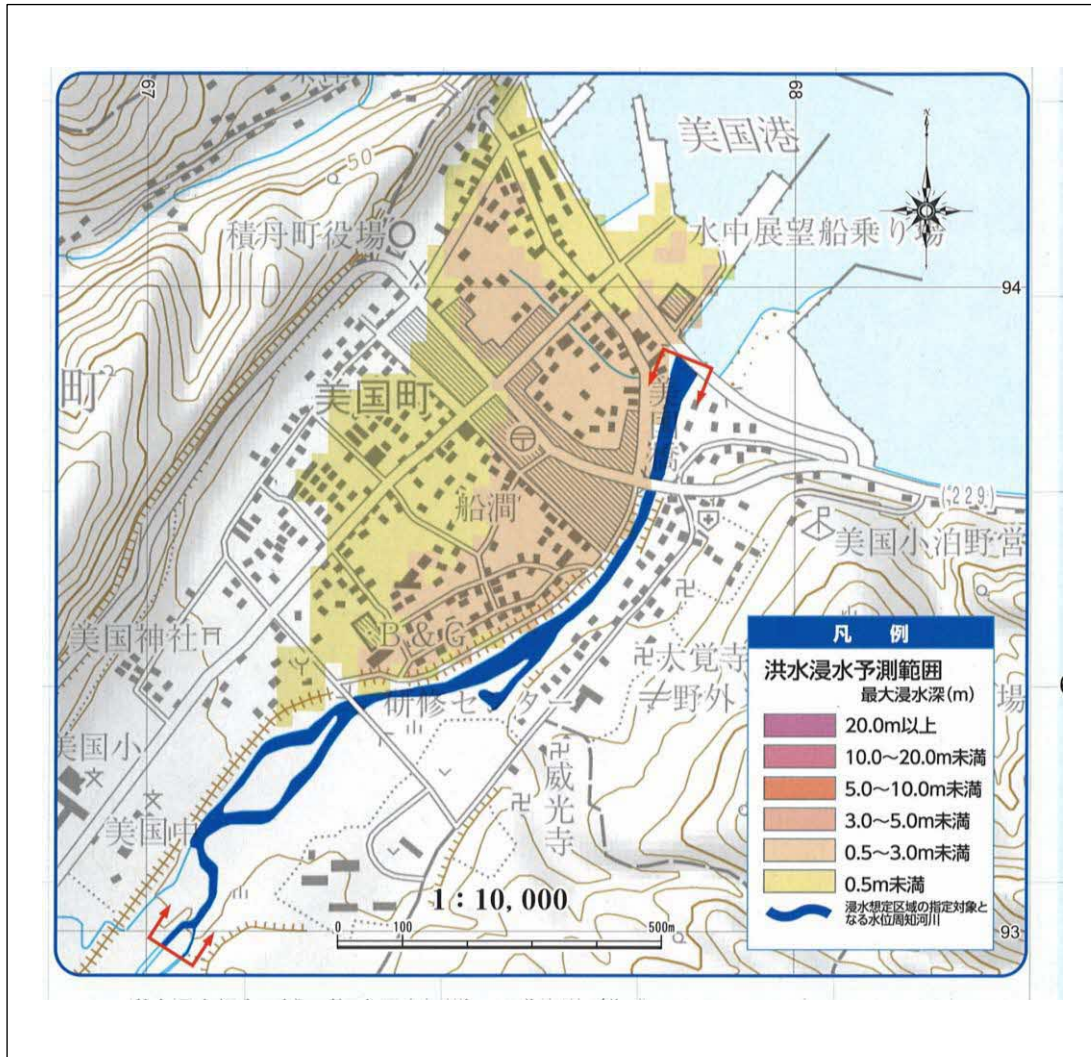 67
68
美国港
50
積丹町役場
水中展望船乗り場
94
町
美国町
美国橋
船澗
(229)
美国小泊野営
場
B&G
美国神社
大覚寺
研修センター
野外
美国小
威光寺
美国中
1:10,000
0 100 500m
93
凡 例
洪水浸水予測範囲
最大浸水深(m)
20.0m以上
10.0~20.0m未満
5.0~10.0m未満
3.0~5.0m未満
0.5~3.0m未満
0.5m未満
浸水想定区域の指定対象と
なる水位周知河川